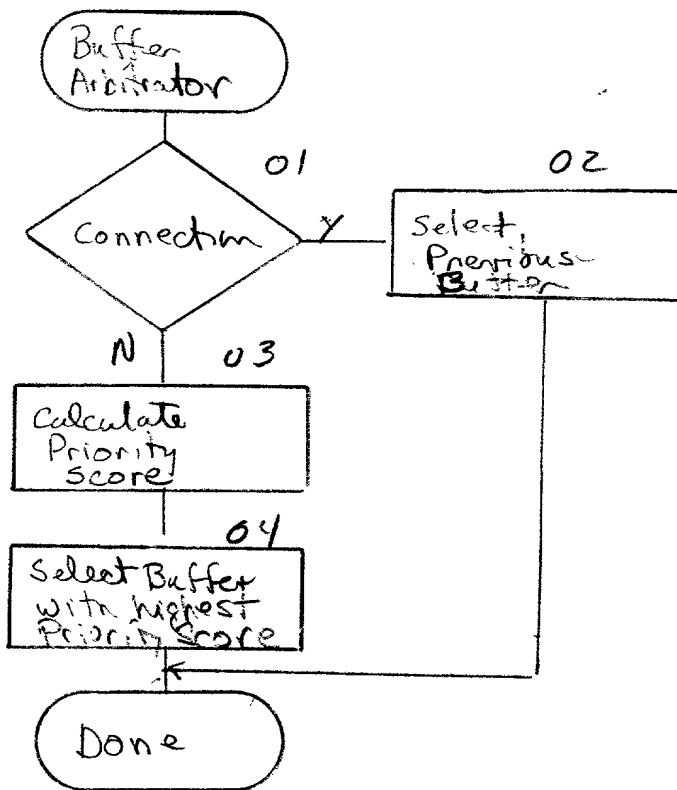 Buffer
Arbitrator
01
Connection
Y
02
Select
Previous
Button
N
03
Calculate
Priority
Score
04
Select Buffer
with highest
Priority Score
Done